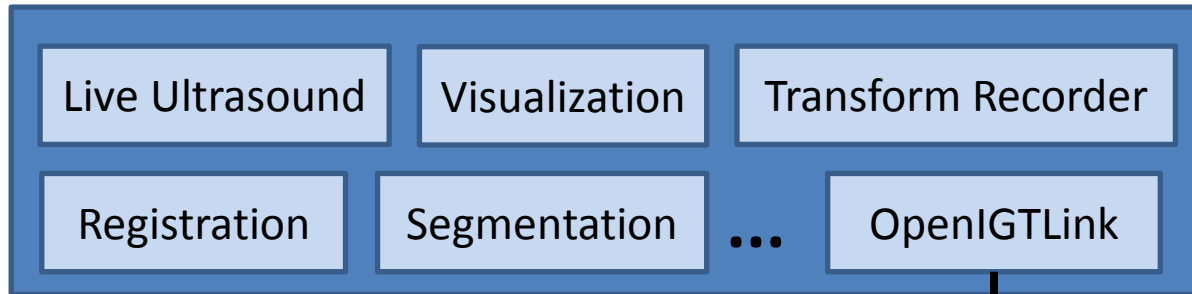 Live Ultrasound Visualization Transform Recorder
Registration Segmentation ... OpenIGTLink